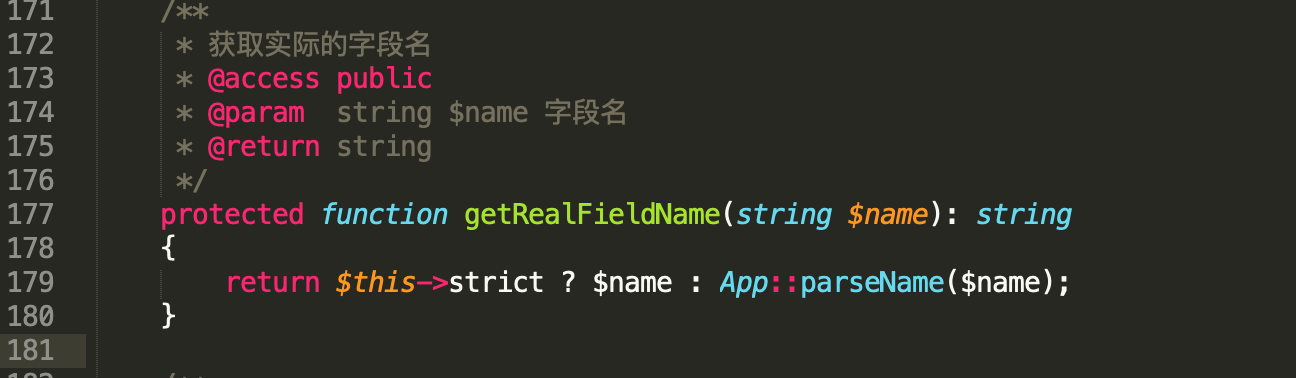 171 /**
172 * 获取实际的字段名
173 * @access public
174 * @param  string $name 字段名
175 * @return string
176 */
177 protected function getRealFieldName(string $name): string
178 {
179 return $this->strict ? $name : App::parseName($name);
180 }
181
182 /**